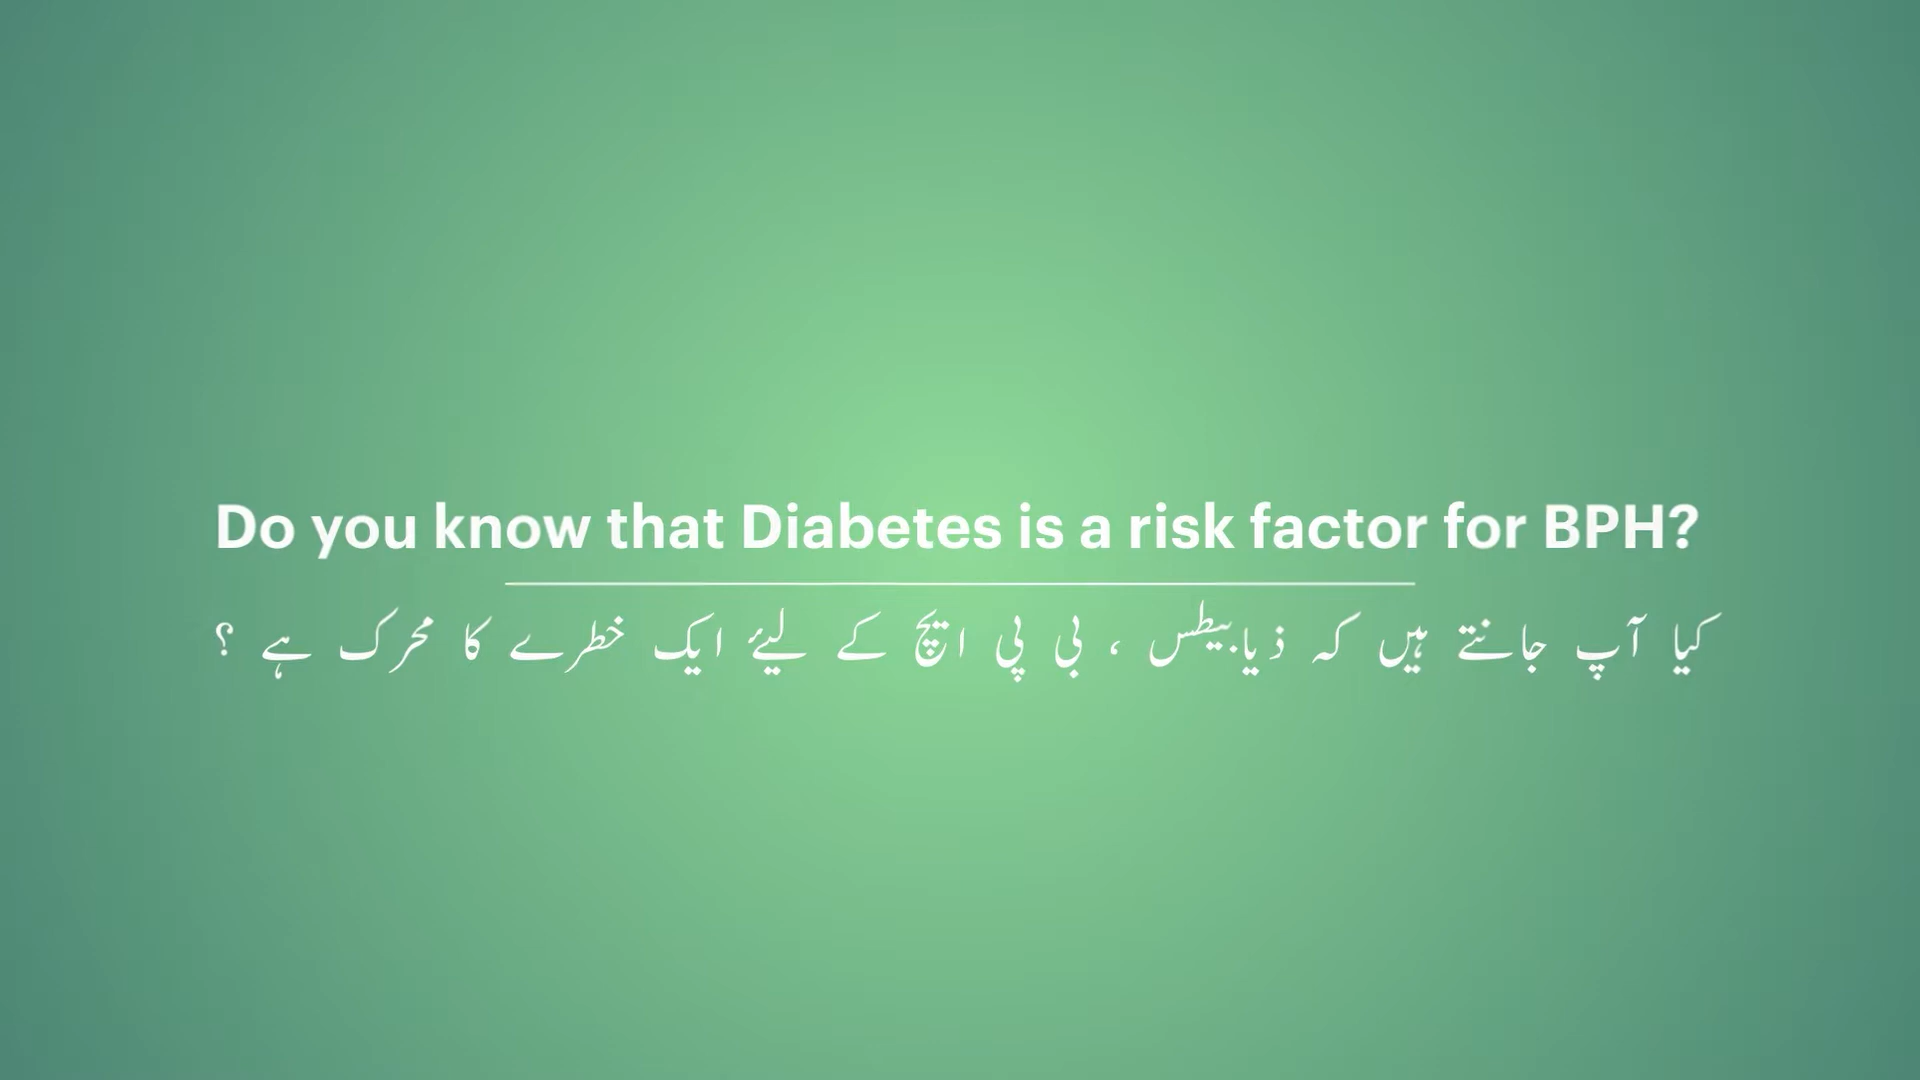 Do you know that Diabetes is a risk factor for BPH?
کیا آپ جانتے ہیں کہ ذیابیطس ، بی پی ایچ کے لیئے ایک خطرے کا محرک ہے ؟